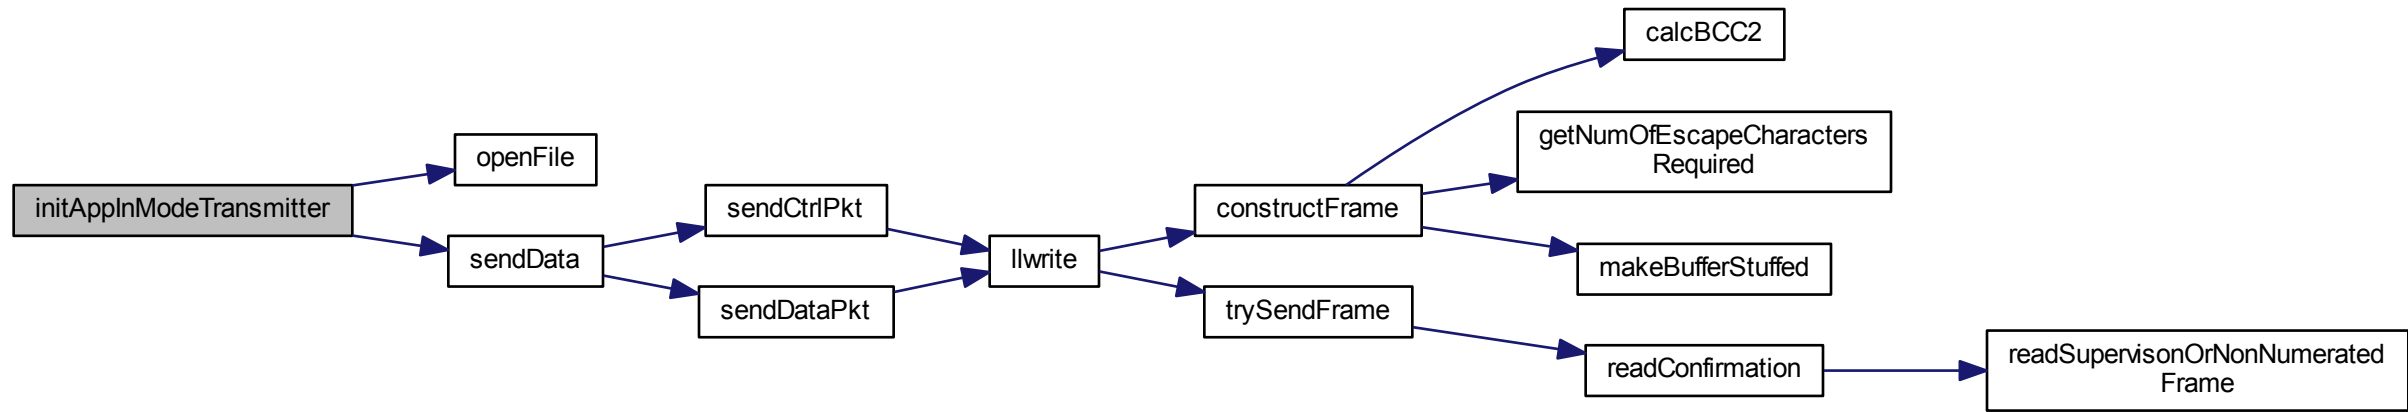 initAppInModeTransmitter
openFile
sendData
sendCtrlPkt
sendDataPkt
llwrite
constructFrame
trySendFrame
calcBCC2
getNumOfEscapeCharacters
Required
makeBufferStuffed
readConfirmation
readSupervisonOrNonNumerated
Frame